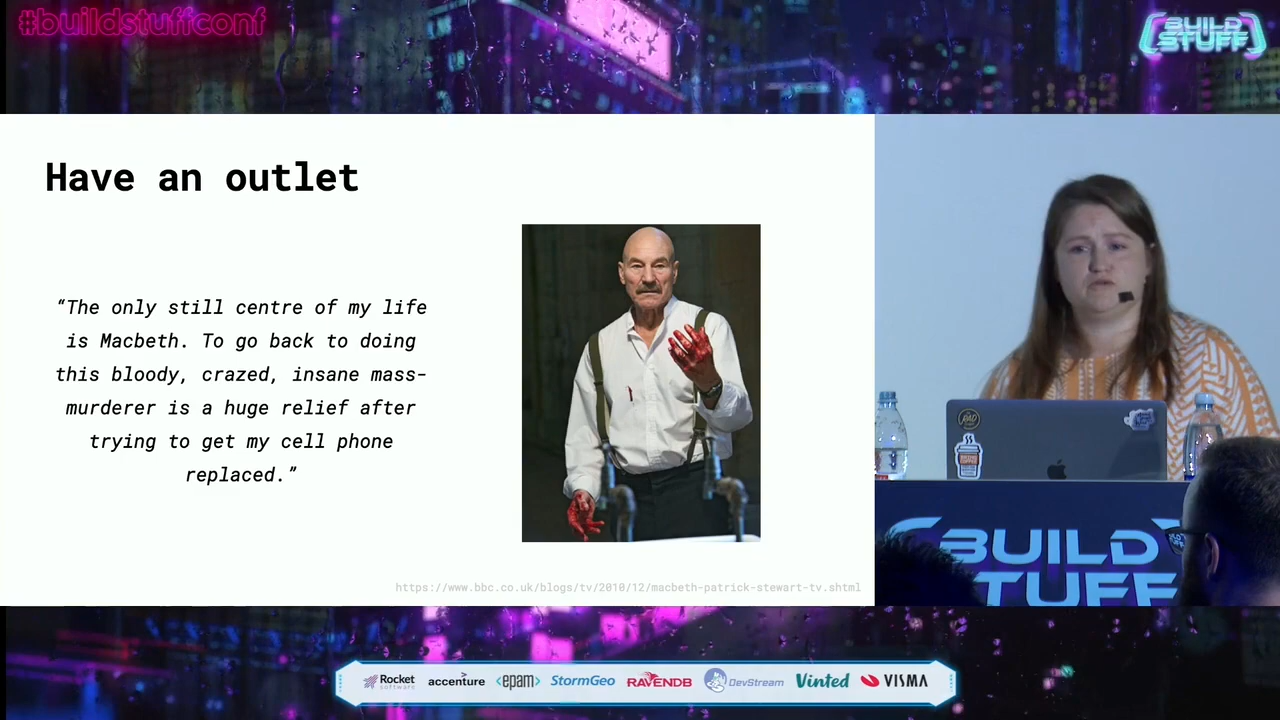 #buildstuffconf
BUILD
STUFF
Have an outlet
“The only still centre of my life
is Macbeth. To go back to doing
this bloody, crazed, insane mass-
murderer is a huge relief after
trying to get my cell phone
replaced.”
https://www.bbc.co.uk/blogs/tv/2010/12/macbeth-patrick-stewart-tv.shtml
BUILD
STUFF
Rocket
software
accenture
<epam>
StormGeo
RAVENDB
DevStream
Vinted
VISMA